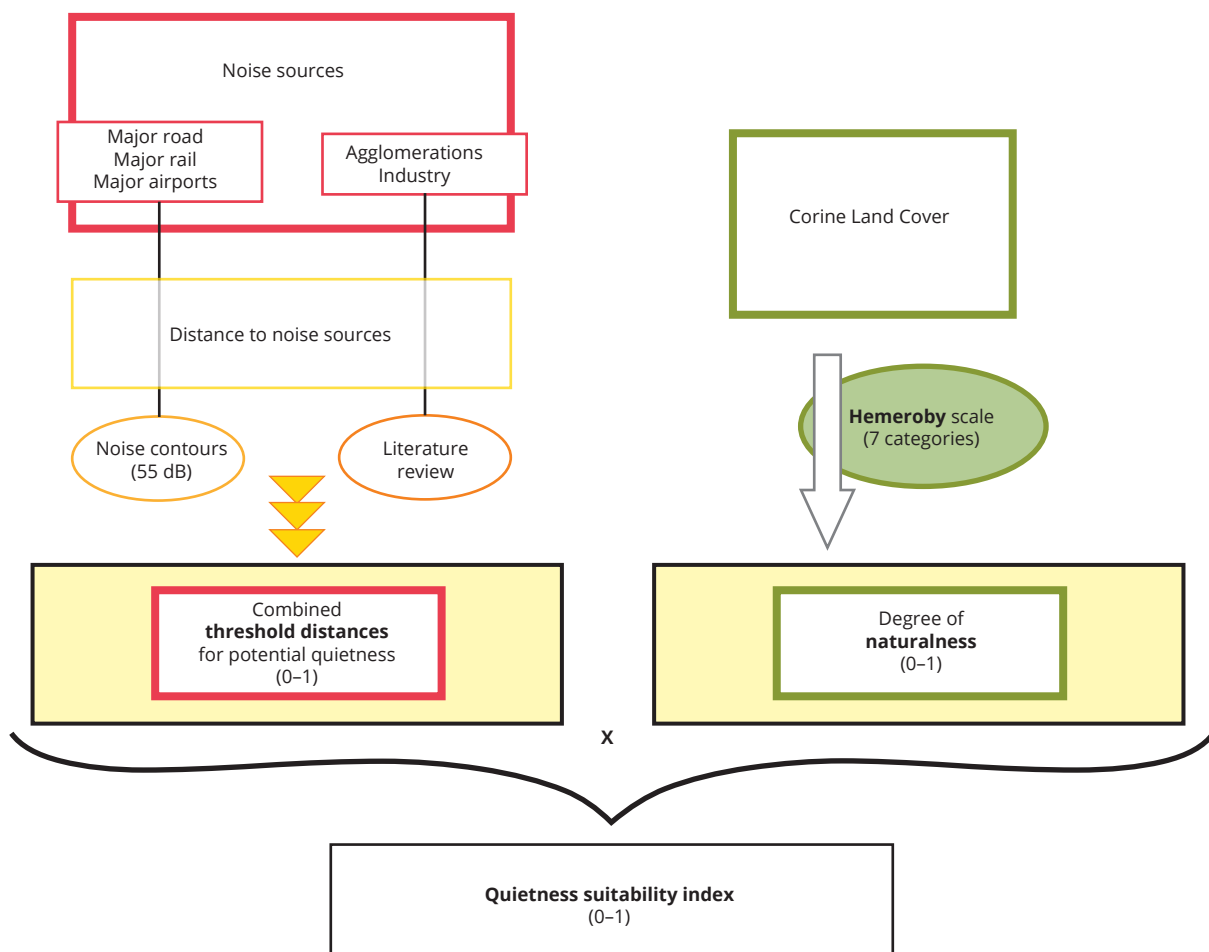 Noise sources
Major road
Major rail
Major airports
Agglomerations
Industry
Distance to noise sources
Noise contours
(55 dB)
Literature
review
Corine Land Cover
Hemeroby scale
(7 categories)
Combined
threshold distances
for potential quietness
(0–1)
Degree of
naturalness
(0–1)
X
Quietness suitability index
(0–1)